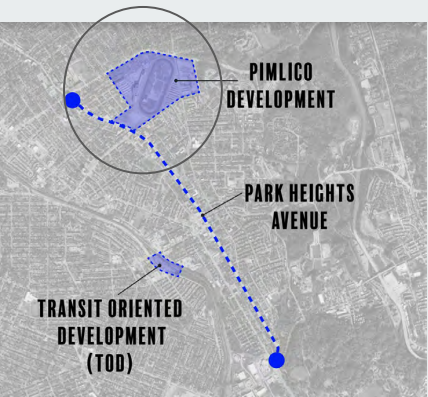 PIMLICO
DEVELOPMENT
PARK HEIGHTS
AVENUE
TRANSIT ORIENTED
DEVELOPMENT
(TOD)